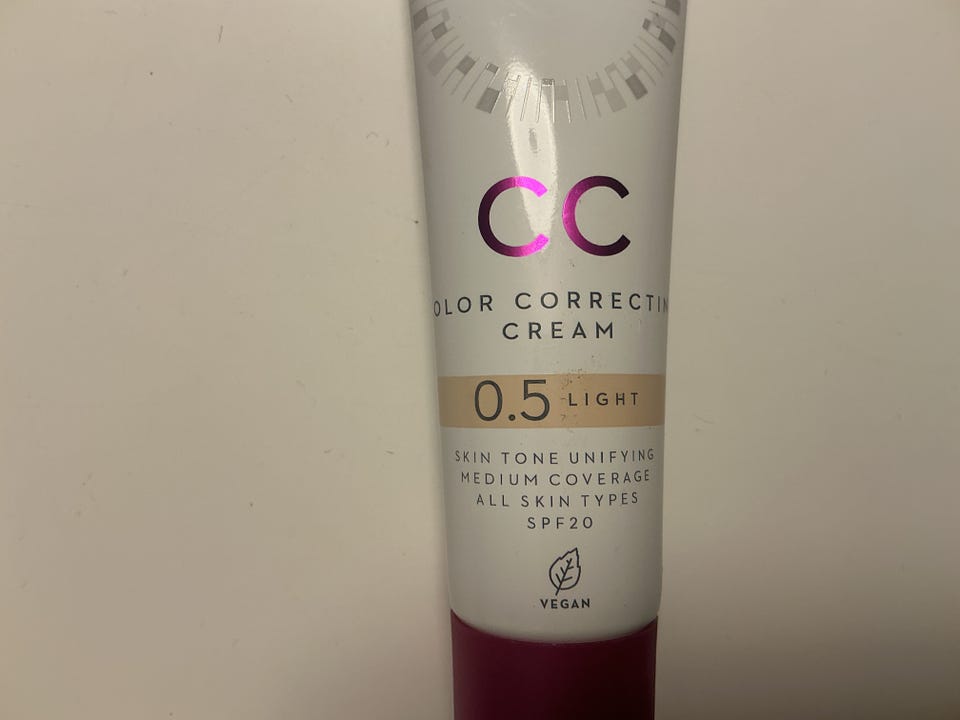 CC
OLOR CORRECTIN
CREAM
0.5 LIGHT
SKIN TONE UNIFYING
MEDIUM COVERAGE
ALL SKIN TYPES
SPF20
VEGAN